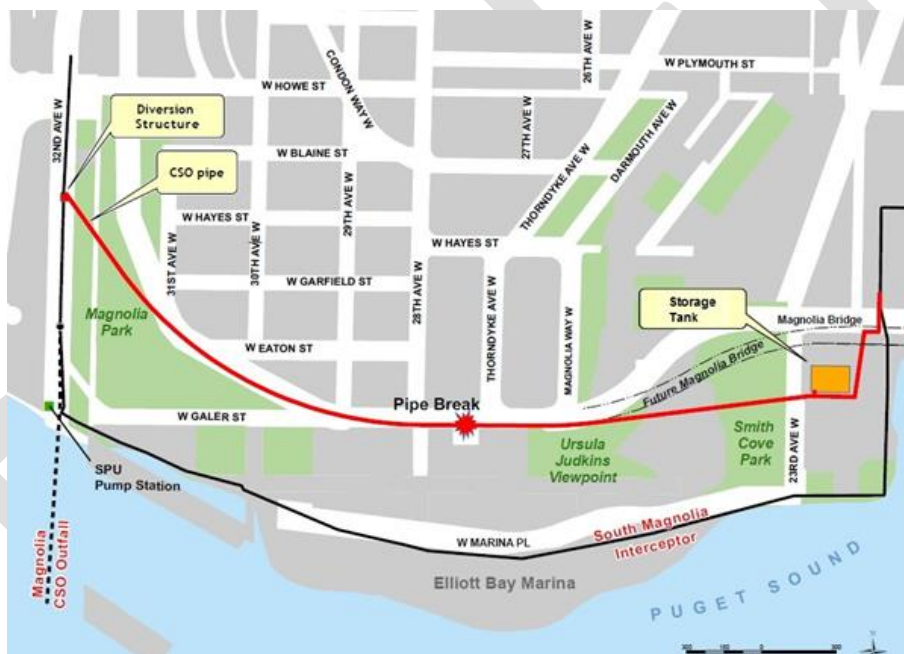 W PLYMOUTH ST
26TH AVE W
CONDON WAY W
W HOWE ST
32ND AVE W
Diversion
Structure
27TH AVE W
THORNDYKE AVE W
DARMOUTH AVE W
W BLAINE ST
CSO pipe
29TH AVE W
W HAYES ST
W HAYES ST
31ST AVE W
30TH AVE W
W GARFIELD ST
28TH AVE W
THORNDYKE AVE W
MAGNOLIA WAY W
Storage
Tank
Magnolia
Park
Magnolia Bridge
W EATON ST
Future Magnolia Bridge
Pipe Break
W GALER ST
Ursula
Judkins
Viewpoint
Smith
Cove
Park
23RD AVE W
SPU
Pump Station
Magnolia
CSO Outfall
W MARINA PL
South Magnolia
Interceptor
Elliott Bay Marina
PUGET SOUND